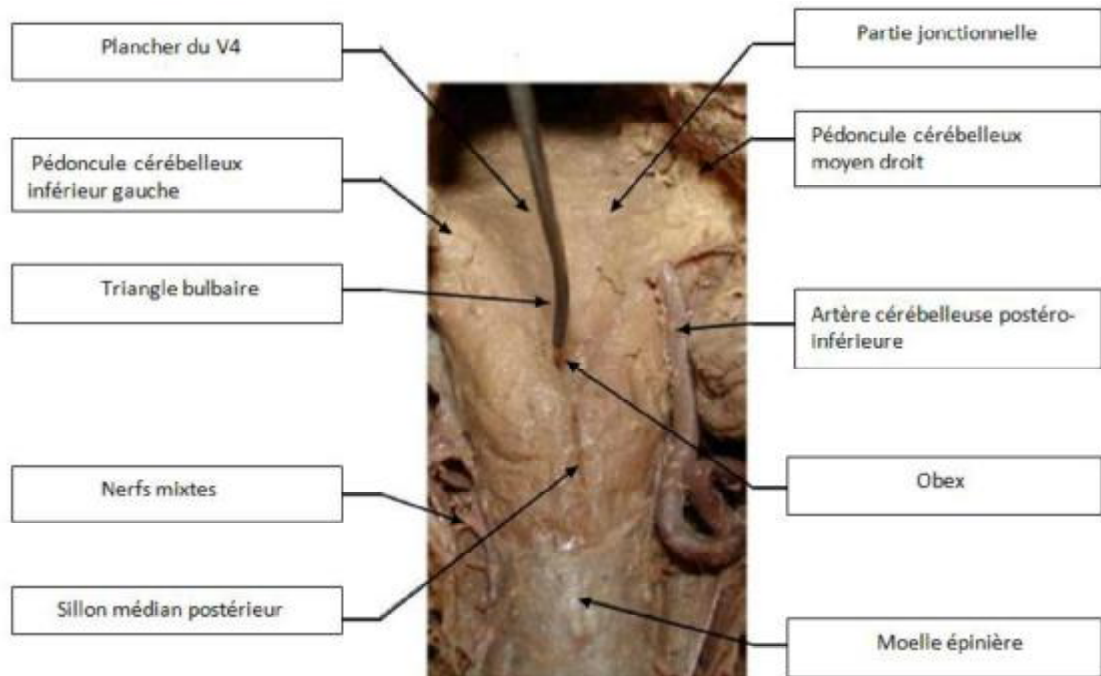 Plancher du V4
Pédoncule cérébelleux
inférieur gauche
Triangle bulbaire
Nerfs mixtes
Sillon médian postérieur
Partie jonctionnelle
Pédoncule cérébelleux
moyen droit
Artère cérébelleuse postéro-
inférieure
Obex
Moelle épinière